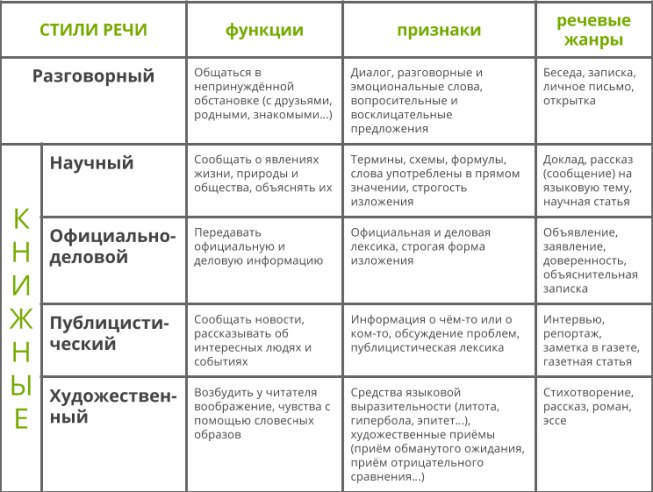 СТИЛИ РЕЧИ
функции
признаки
речевые
жанры
Разговорный
Общаться в
непринуждённой
обстановке (с друзьями,
родными, знакомыми...)
Диалог, разговорные и
эмоциональные слова,
вопросительные и
восклицательные
предложения
Беседа, записка,
личное письмо,
открытка
КНИЖНЫЕ
Научный
Сообщать о явлениях
жизни, природы и
общества, объяснять их
Термины, схемы, формулы,
слова употреблены в прямом
значении, строгость
изложения
Доклад, рассказ
(сообщение) на
языковую тему,
научная статья
Официально-
деловой
Передавать
официальную и
деловую информацию
Официальная и деловая
лексика, строгая форма
изложения
Объявление,
заявление,
доверенность,
объяснительная
записка
Публицисти-
ческий
Сообщать новости,
рассказывать об
интересных людях и
событиях
Информация о чём-то или о
ком-то, обсуждение проблем,
публицистическая лексика
Интервью,
репортаж,
заметка в газете,
газетная статья
Художествен-
ный
Возбудить у читателя
воображение, чувства с
помощью словесных
образов
Средства языковой
выразительности (литота,
гипербола, эпитет...),
художественные приёмы
(приём обманутого ожидания,
приём отрицательного
сравнения...)
Стихотворение,
рассказ, роман,
эссе